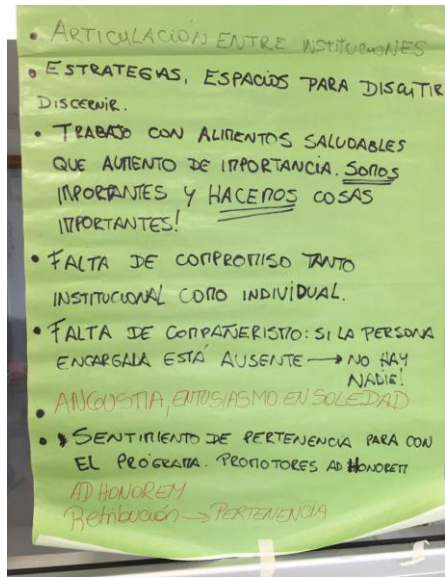 • ARTICULACIÓN ENTRE INSTITUCIONES
• ESTRATEGIAS, ESPACIOS PARA DISCUTIR
DISCERNIR.
• TRABAJO CON ALIMENTOS SALUDABLES
QUE AUMENTO DE IMPORTANCIA. SOMOS
IMPORTANTES Y HACEMOS COSAS
IMPORTANTES!
• FALTA DE COMPROMISO TANTO
INSTITUCIONAL COMO INDIVIDUAL.
• FALTA DE COMPAÑERISMO: SI LA PERSONA
ENCARGADA ESTÁ AUSENTE → NO HAY
NADIE!
• ANGUSTIA, ENTUSIASMO EN SOLEDAD
• SENTIMIENTO DE PERTENENCIA PARA CON
EL PROGRAMA. PROMOTORES AD HONOREM
AD HONOREM
Retribución → PERTENENCIA